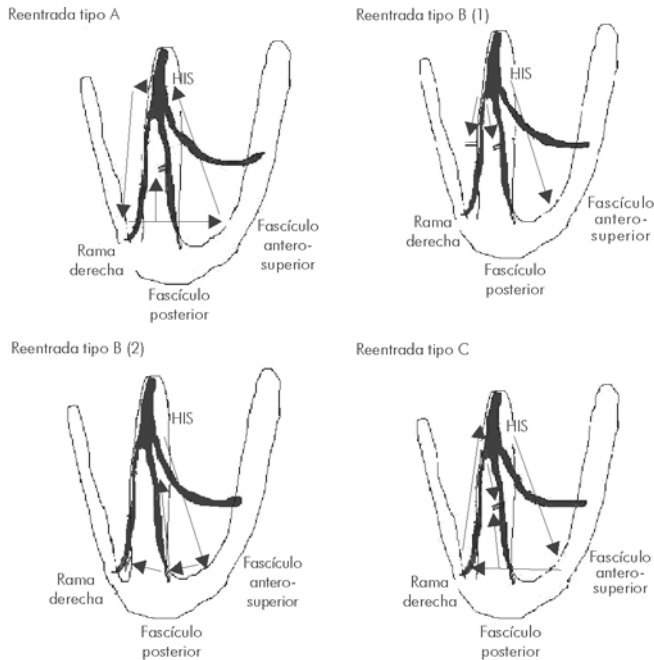 Reentrada tipo A
HIS
Rama
derecha
Fascículo
antero-
superior
Fascículo
posterior
Reentrada tipo B (1)
HIS
Rama
derecha
Fascículo
antero-
superior
Fascículo
posterior
Reentrada tipo B (2)
HIS
Rama
derecha
Fascículo
antero-
superior
Fascículo
posterior
Reentrada tipo C
HIS
Rama
derecha
Fascículo
antero-
superior
Fascículo
posterior